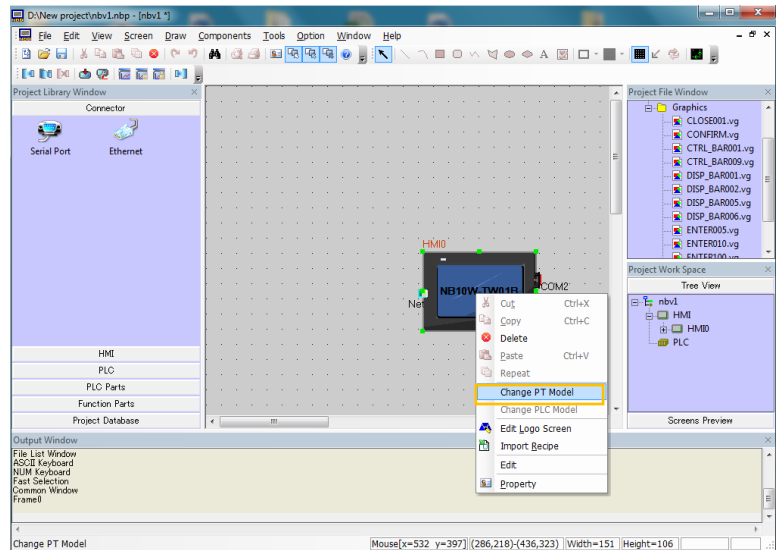 D:\New project\nbv1.nbp - [nbv1 *]
File Edit View Screen Draw Components Tools Option Window Help
Project Library Window
Connector
Serial Port Ethernet
HMI
PLC
PLC Parts
Function Parts
Project Database
HMI0
NB10W-TW01B
COM2
Net
Cut Ctrl+X
Copy Ctrl+C
Delete
Paste Ctrl+V
Repeat
Change PT Model
Change PLC Model
Edit Logo Screen
Import Recipe
Edit
Property
Project File Window
Graphics
CLOSE001.vg
CONFIRM.vg
CTRL_BAR001.vg
CTRL_BAR009.vg
DISP_BAR001.vg
DISP_BAR002.vg
DISP_BAR005.vg
DISP_BAR006.vg
ENTER005.vg
ENTER010.vg
ENTER100.vg
Project Work Space
Tree View
nbv1
HMI
HMI0
PLC
Screens Preview
Output Window
File List Window
ASCII Keyboard
NUM Keyboard
Fast Selection
Common Window
Frame0
Change PT Model Mouse[x=532 y=397] (286,218)-(436,323) Width=151 Height=106